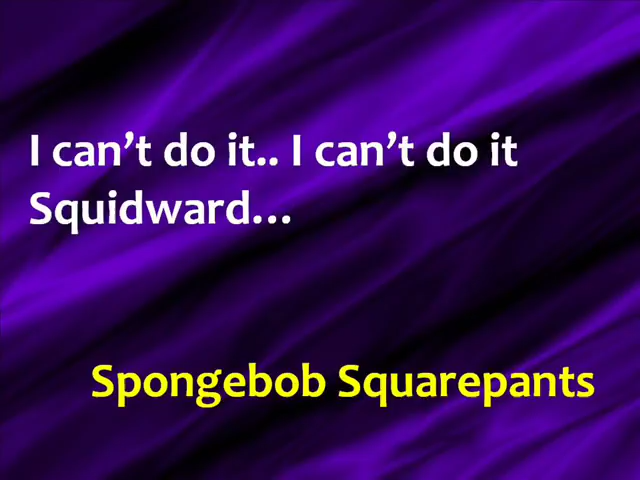 I can’t do it.. I can’t do it
Squidward…
Spongebob Squarepants